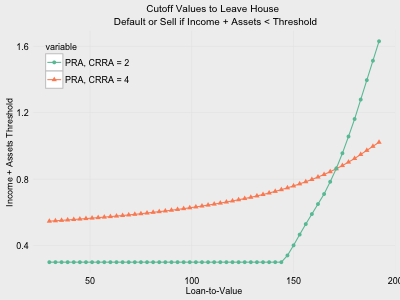 Cutoff Values to Leave House
Default or Sell if Income + Assets < Threshold
variable
PRA, CRRA = 2
PRA, CRRA = 4
Income + Assets Threshold
1.6
1.2
0.8
0.4
50
100
150
200
Loan-to-Value